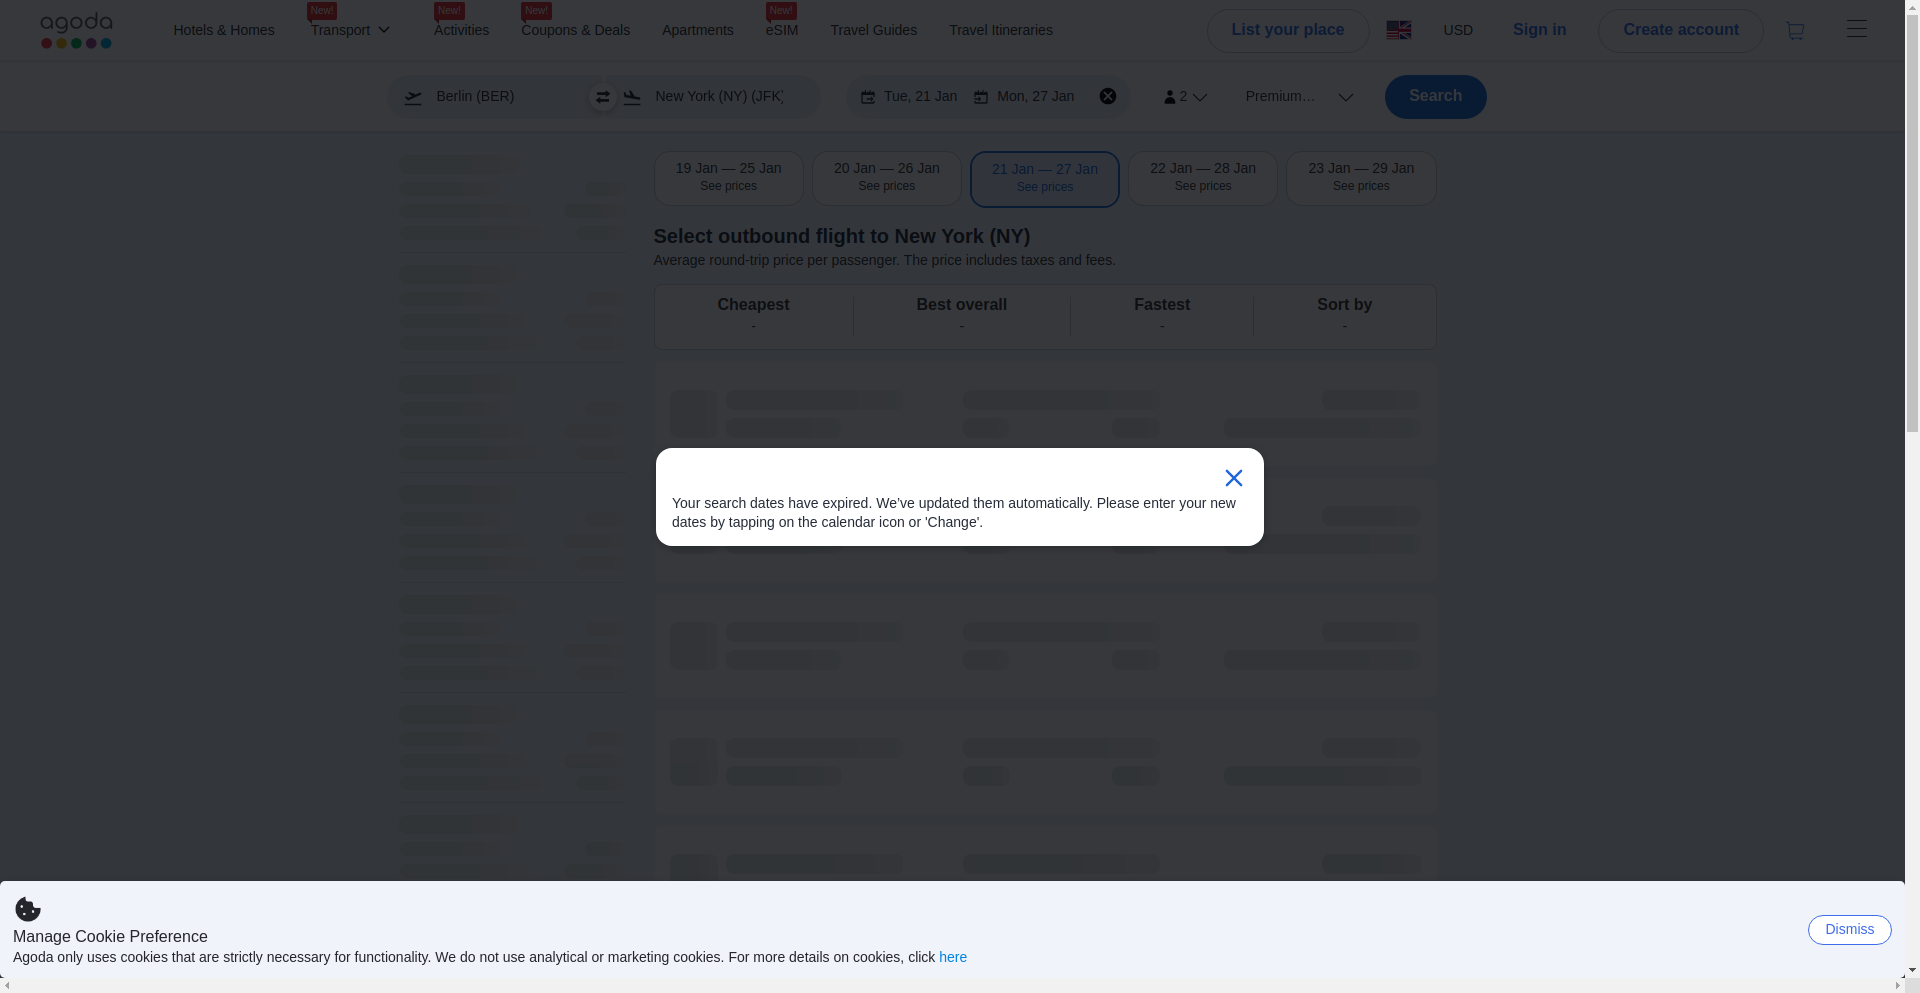 agoda
Hotels & Homes
New!
Transport
New!
Activities
New!
Coupons & Deals
Apartments
New!
eSIM
Travel Guides
Travel Itineraries
List your place
USD
Sign in
Create account
Berlin (BER)
New York (NY) (JFK)
Tue, 21 Jan
Mon, 27 Jan
2
Premium...
Search
19 Jan — 25 Jan
See prices
20 Jan — 26 Jan
See prices
21 Jan — 27 Jan
See prices
22 Jan — 28 Jan
See prices
23 Jan — 29 Jan
See prices
Select outbound flight to New York (NY)
Average round-trip price per passenger. The price includes taxes and fees.
Cheapest
-
Best overall
-
Fastest
-
Sort by
-
Your search dates have expired. We’ve updated them automatically. Please enter your new
dates by tapping on the calendar icon or 'Change'.
Manage Cookie Preference
Agoda only uses cookies that are strictly necessary for functionality. We do not use analytical or marketing cookies. For more details on cookies, click here
Dismiss